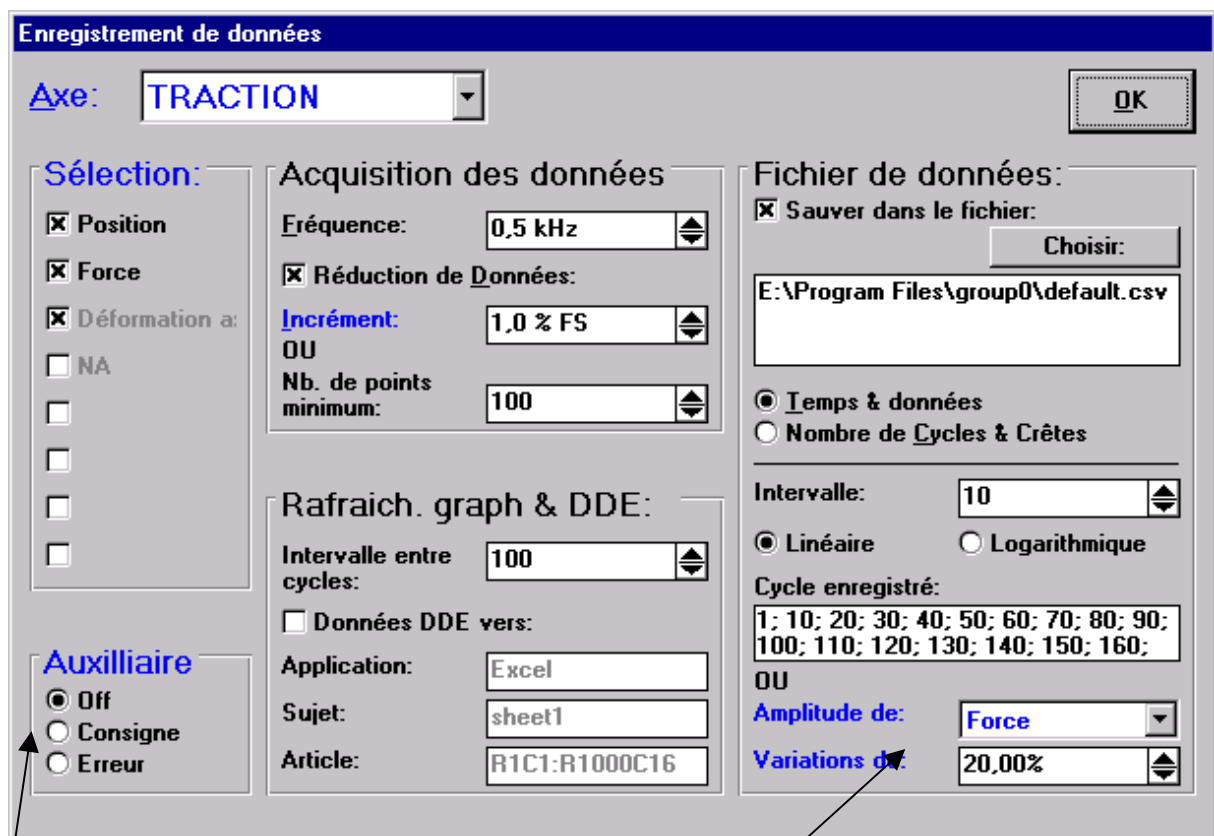 Enregistrement de données
Axe: TRACTION
OK
Sélection:
Position
Force
Déformation a:
NA
Auxilliaire
Off
Consigne
Erreur
Acquisition des données
Fréquence: 0,5 kHz
Réduction de Données:
Incrément: 1,0 % FS
OU
Nb. de points
minimum: 100
Rafraich. graph & DDE:
Intervalle entre
cycles: 100
Données DDE vers:
Application: Excel
Sujet: sheet1
Article: R1C1:R1000C16
Fichier de données:
Sauver dans le fichier:
Choisir:
E:\Program Files\group0\default.csv
Temps & données
Nombre de Cycles & Crêtes
Intervalle: 10
Linéaire Logarithmique
Cycle enregistré:
1; 10; 20; 30; 40; 50; 60; 70; 80; 90;
100; 110; 120; 130; 140; 150; 160;
OU
Amplitude de: Force
Variations de: 20,00%